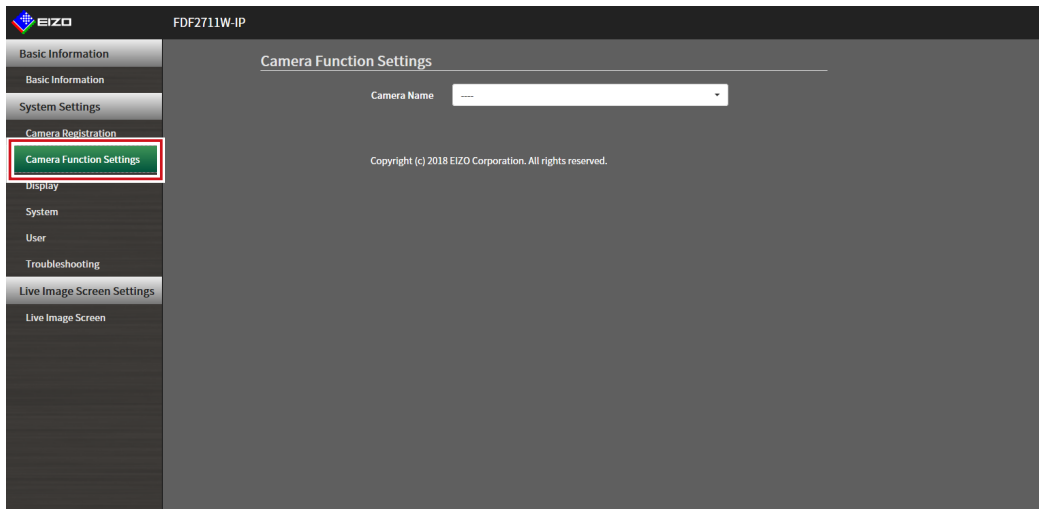 EIZO
FDF2711W-IP
Basic Information
Basic Information
System Settings
Camera Registration
Camera Function Settings
Display
System
User
Troubleshooting
Live Image Screen Settings
Live Image Screen
Camera Function Settings
Camera Name
----
Copyright (c) 2018 EIZO Corporation. All rights reserved.